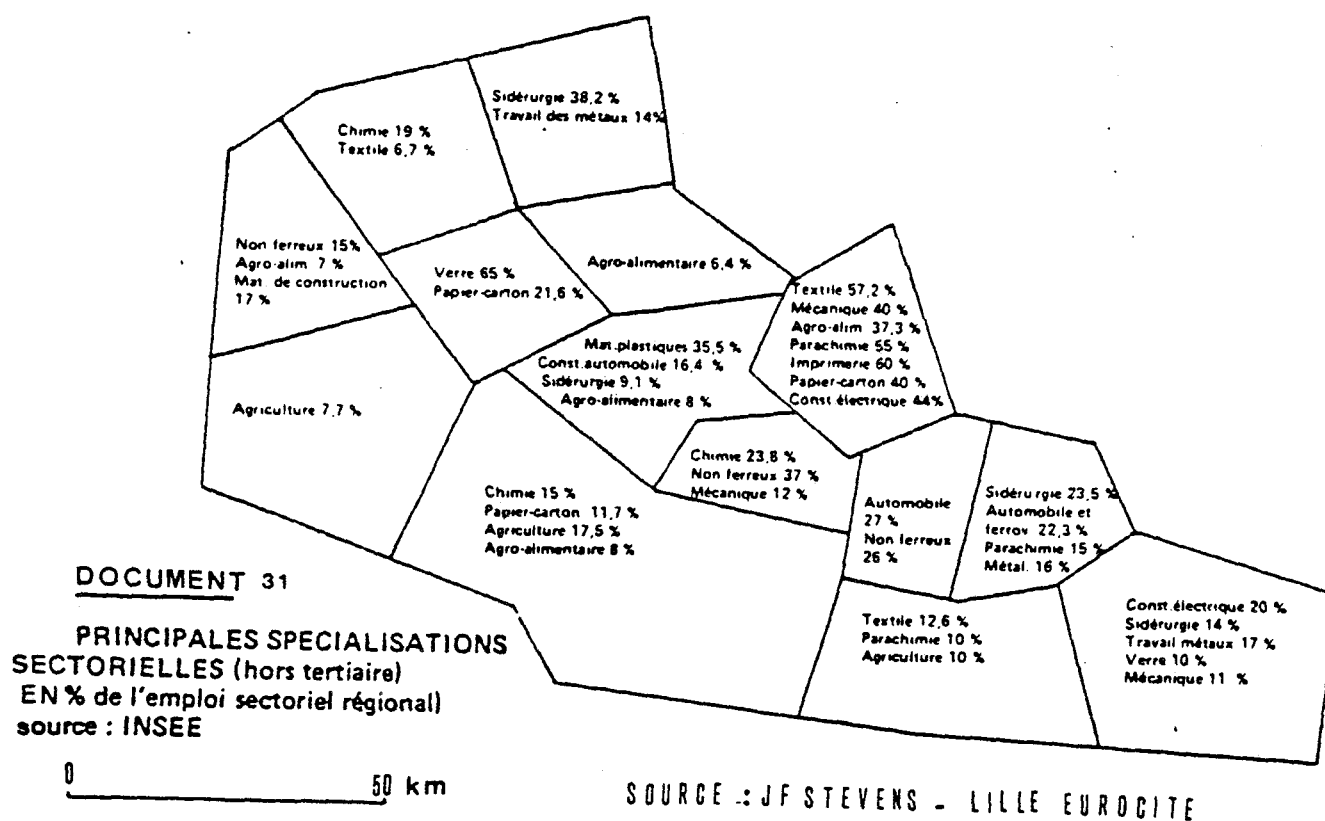 Sidérurgie 38,2 %
Travail des métaux 14%
Chimie 19 %
Textile 6,7 %
Non ferreux 15%
Agro-alim 7 %
Mat. de construction
17 %
Verre 65 %
Papier-carton 21,6 %
Agro-alimentaire 6,4 %
Textile 57,2 %
Mécanique 40 %
Agro-alim 37,3 %
Parachimie 55 %
Imprimerie 60 %
Papier-carton 40 %
Const.électrique 44%
Mat.plastiques 35,5 %
Const.automobile 16,4 %
Sidérurgie 9,1 %
Agro-alimentaire 8 %
Agriculture 7,7 %
Chimie 23,8 %
Non ferreux 37 %
Mécanique 12 %
Chimie 15 %
Papier-carton 11,7 %
Agriculture 17,5 %
Agro-alimentaire 8 %
Automobile
27 %
Non ferreux
26 %
Sidérurgie 23,5 %
Automobile et
ferrov. 22,3 %
Parachimie 15 %
Métal. 16 %
Textile 12,6 %
Parachimie 10 %
Agriculture 10 %
Const.électrique 20 %
Sidérurgie 14 %
Travail métaux 17 %
Verre 10 %
Mécanique 11 %
DOCUMENT 31
PRINCIPALES SPECIALISATIONS
SECTORIELLES (hors tertiaire)
EN % de l'emploi sectoriel régional)
source : INSEE
0 50 km
SOURCE : JF STEVENS - LILLE EUROCITE